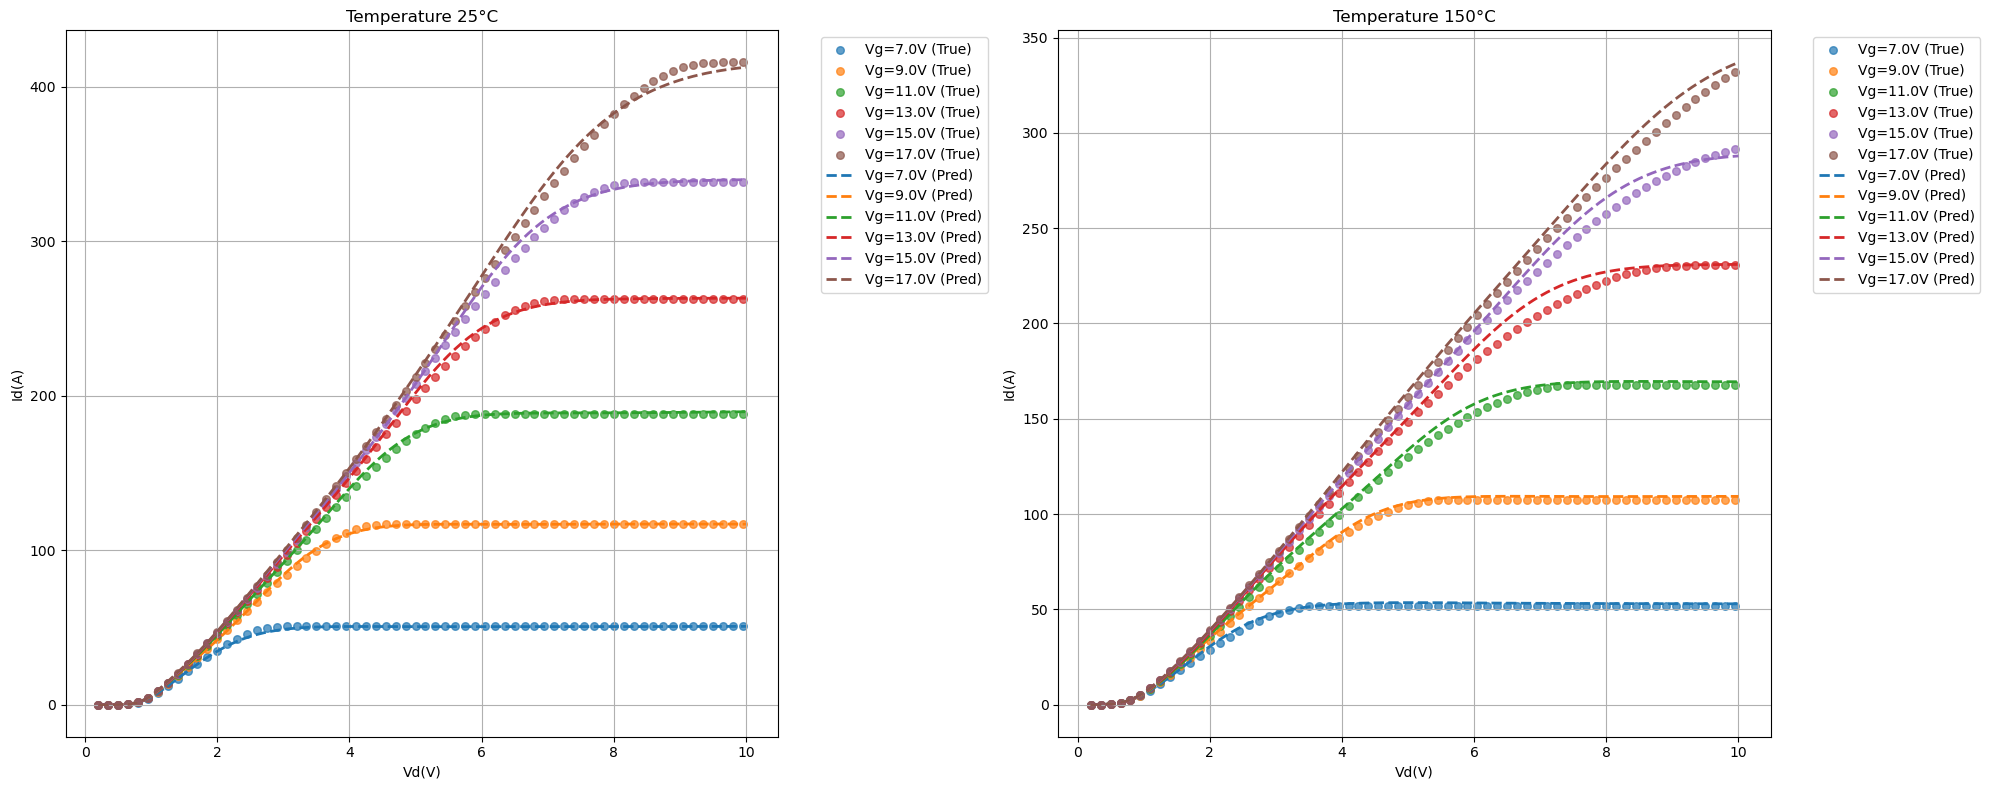 Temperature 25°C
Id(A)
400
300
200
100
0
0 2 4 6 8 10
Vd(V)
Vg=7.0V (True)
Vg=9.0V (True)
Vg=11.0V (True)
Vg=13.0V (True)
Vg=15.0V (True)
Vg=17.0V (True)
Vg=7.0V (Pred)
Vg=9.0V (Pred)
Vg=11.0V (Pred)
Vg=13.0V (Pred)
Vg=15.0V (Pred)
Vg=17.0V (Pred)
Temperature 150°C
Id(A)
350
300
250
200
150
100
50
0
0 2 4 6 8 10
Vd(V)
Vg=7.0V (True)
Vg=9.0V (True)
Vg=11.0V (True)
Vg=13.0V (True)
Vg=15.0V (True)
Vg=17.0V (True)
Vg=7.0V (Pred)
Vg=9.0V (Pred)
Vg=11.0V (Pred)
Vg=13.0V (Pred)
Vg=15.0V (Pred)
Vg=17.0V (Pred)